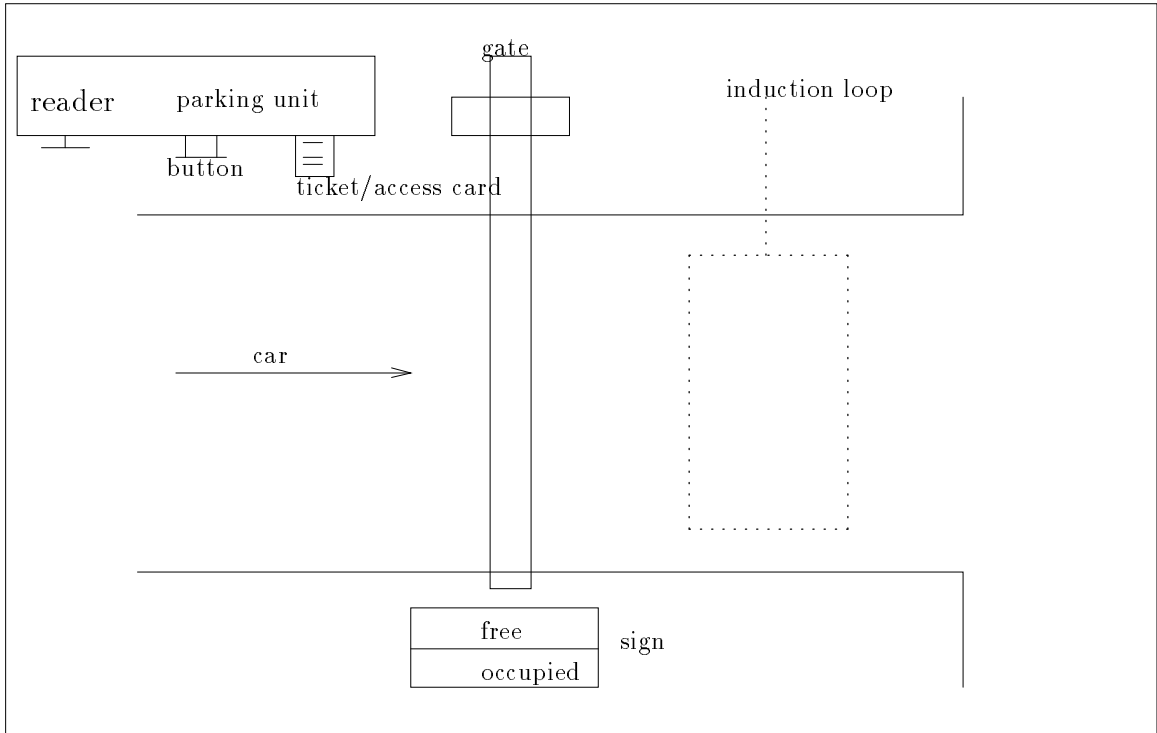 gate
induction loop
reader
parking unit
button
ticket/access card
car
free
sign
occupied